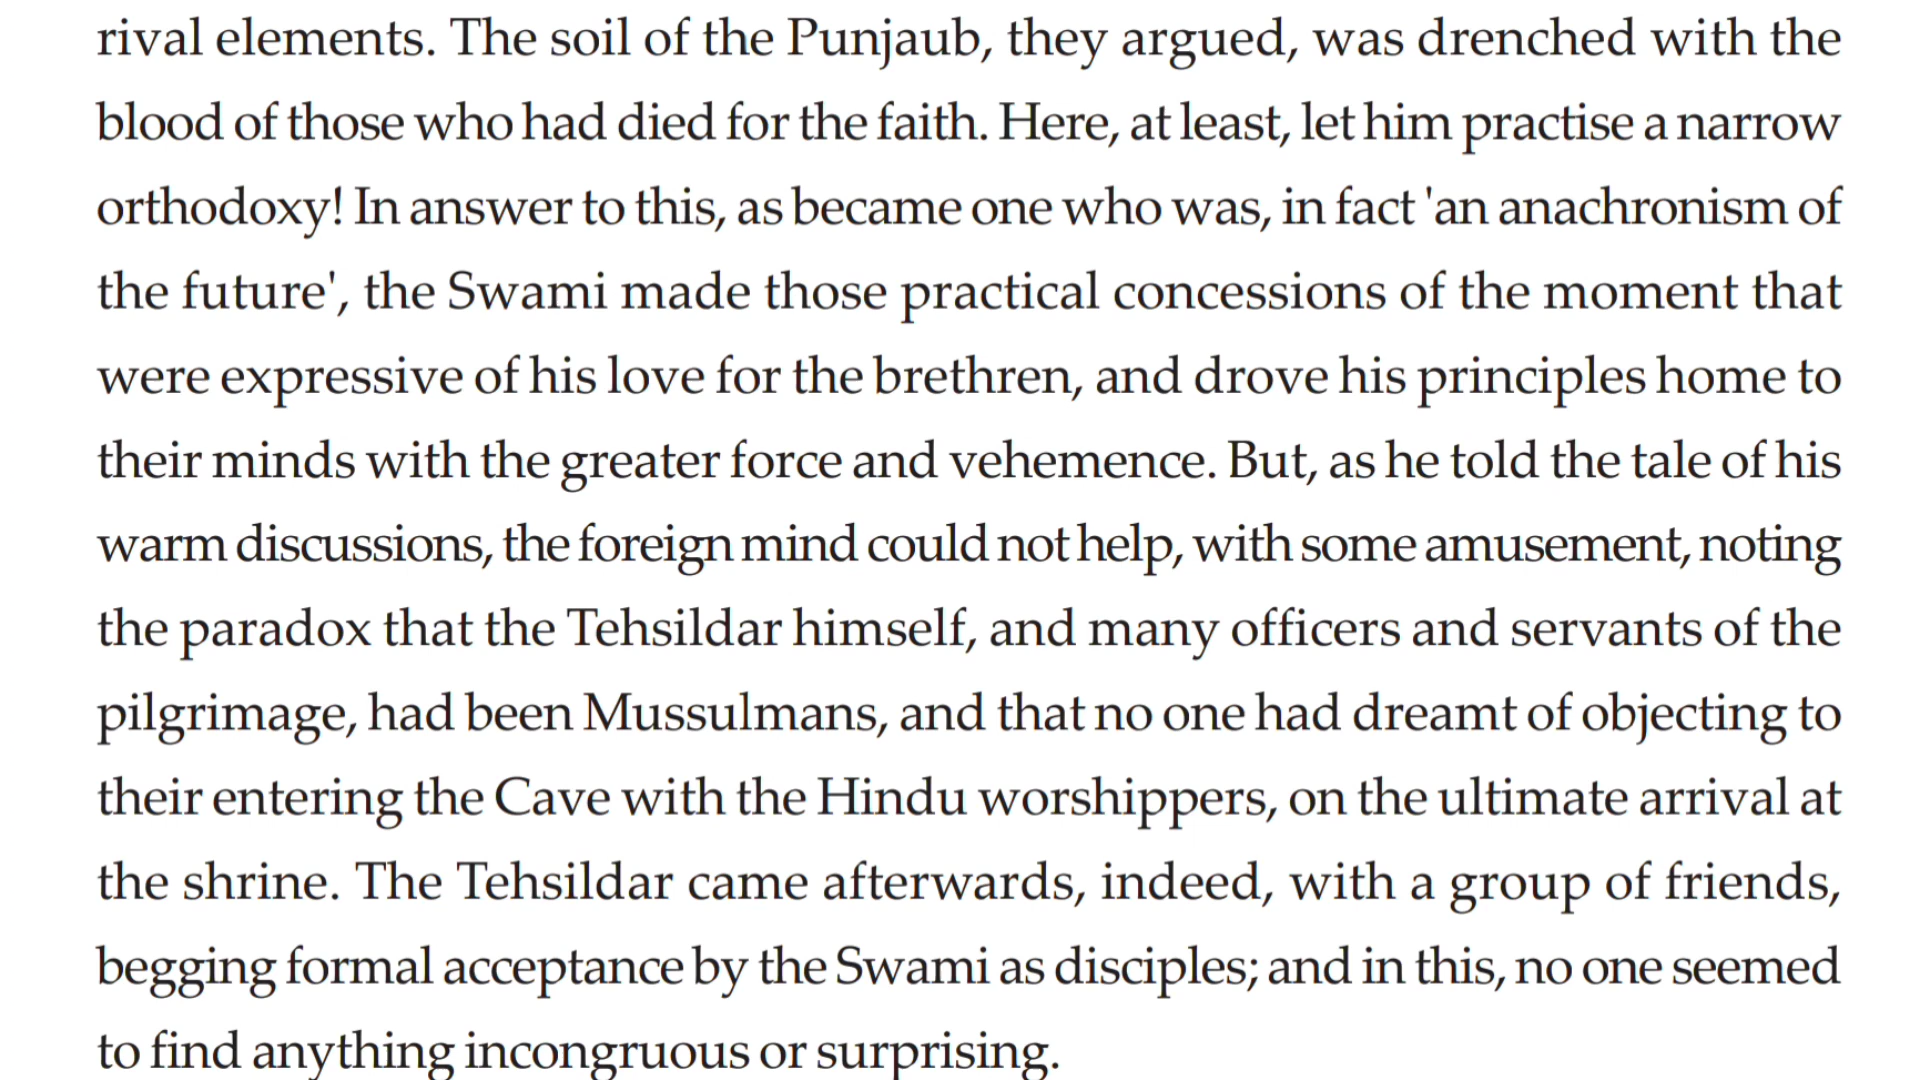 rival elements. The soil of the Punjaub, they argued, was drenched with the
blood of those who had died for the faith. Here, at least, let him practise a narrow
orthodoxy! In answer to this, as became one who was, in fact 'an anachronism of
the future', the Swami made those practical concessions of the moment that
were expressive of his love for the brethren, and drove his principles home to
their minds with the greater force and vehemence. But, as he told the tale of his
warm discussions, the foreign mind could not help, with some amusement, noting
the paradox that the Tehsildar himself, and many officers and servants of the
pilgrimage, had been Mussulmans, and that no one had dreamt of objecting to
their entering the Cave with the Hindu worshippers, on the ultimate arrival at
the shrine. The Tehsildar came afterwards, indeed, with a group of friends,
begging formal acceptance by the Swami as disciples; and in this, no one seemed
to find anything incongruous or surprising.